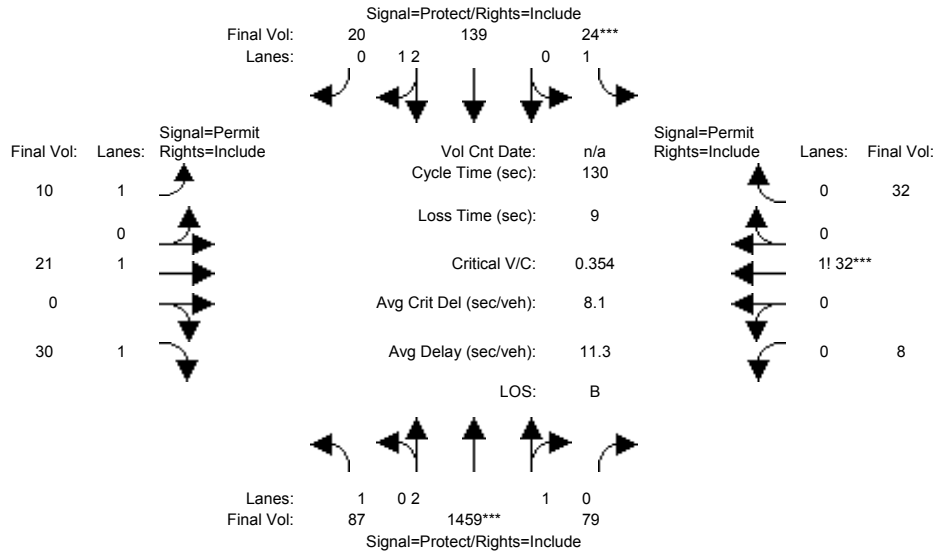 Signal=Protect/Rights=Include
Final Vol: 20 139 24***
Lanes: 0 1 2 0 1
Signal=Permit Signal=Permit
Final Vol: Lanes: Rights=Include Vol Cnt Date: n/a Rights=Include Lanes: Final Vol:
Cycle Time (sec): 130
10 1 0 32
Loss Time (sec): 9
0 0
21 1 Critical V/C: 0.354 1! 32***
0 Avg Crit Del (sec/veh): 8.1 0
30 1 Avg Delay (sec/veh): 11.3 0 8
LOS: B
Lanes: 1 0 2 1 0
Final Vol: 87 1459*** 79
Signal=Protect/Rights=Include